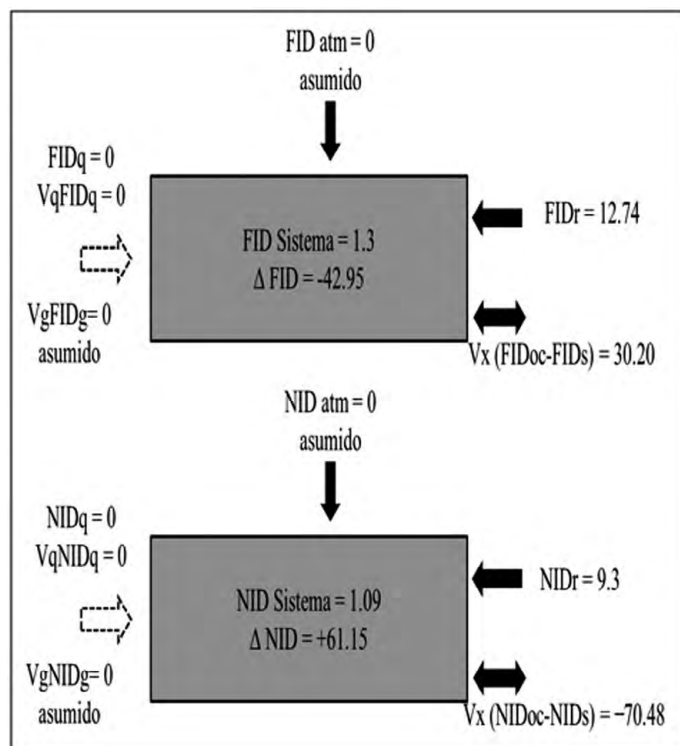 FID atm = 0
asumido
FIDq = 0
VqFIDq = 0
FID Sistema = 1.3
Δ FID = -42.95
FIDr = 12.74
VgFIDg= 0
asumido
Vx (FIDoc-FIDs) = 30.20
NID atm = 0
asumido
NIDq = 0
VqNIDq = 0
NID Sistema = 1.09
Δ NID = +61.15
NIDr = 9.3
VgNIDg= 0
asumido
Vx (NIDoc-NIDs) = −70.48